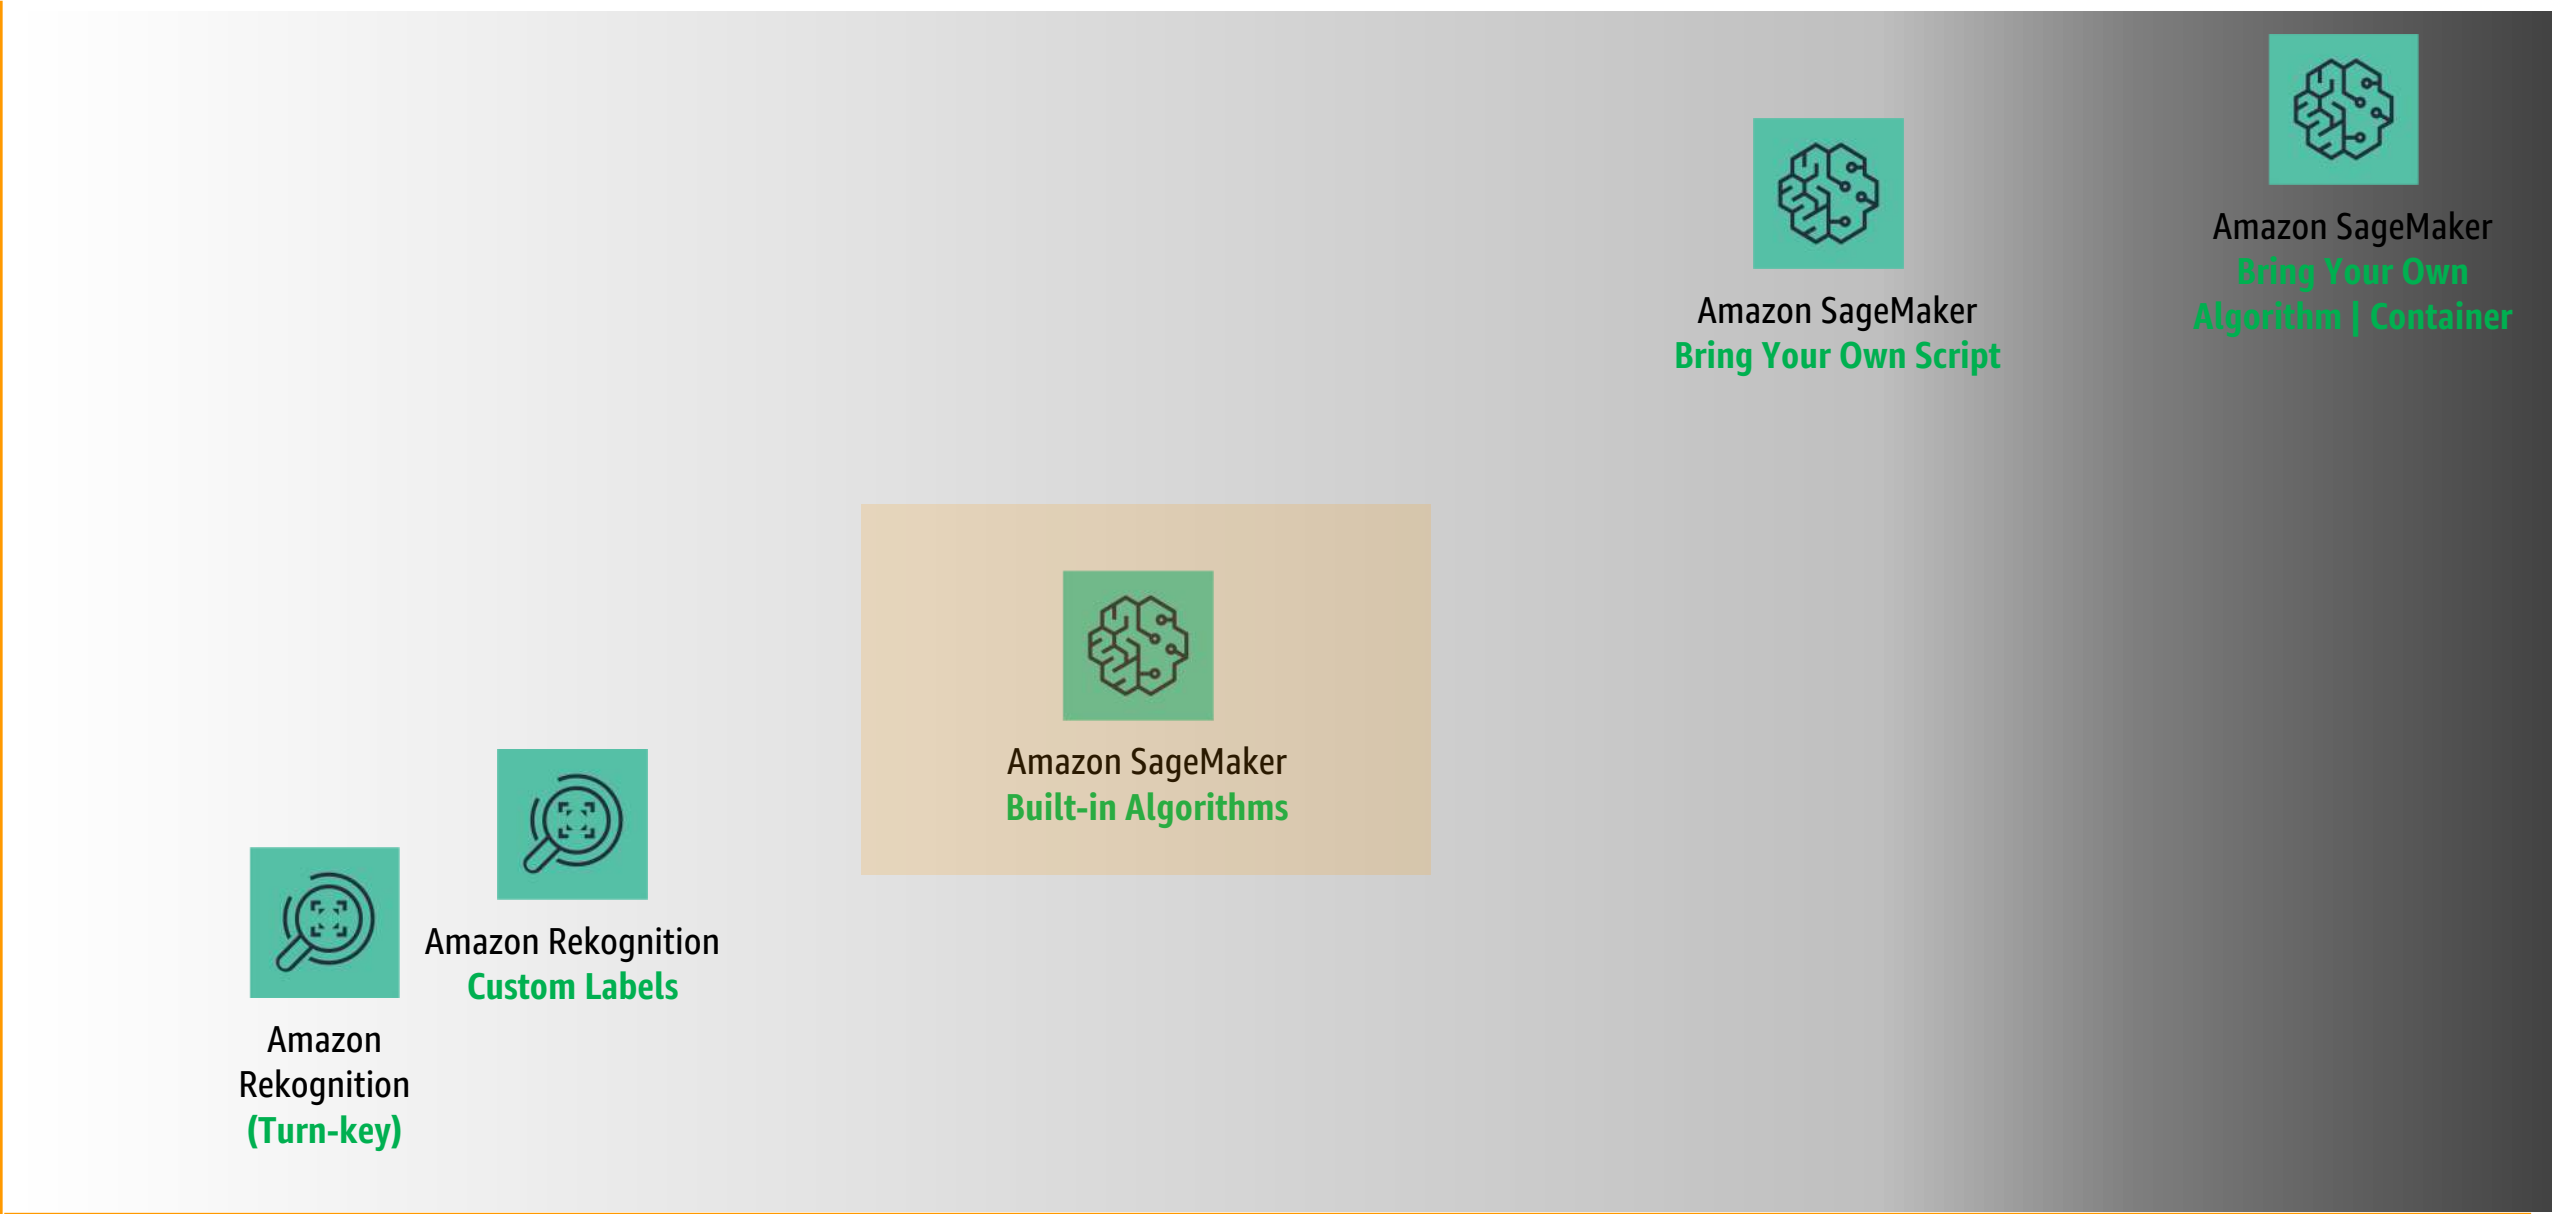 Amazon SageMaker
Bring Your Own
Algorithm | Container
Amazon SageMaker
Bring Your Own Script
Amazon SageMaker
Built-in Algorithms
Amazon Rekognition
Custom Labels
Amazon
Rekognition
(Turn-key)